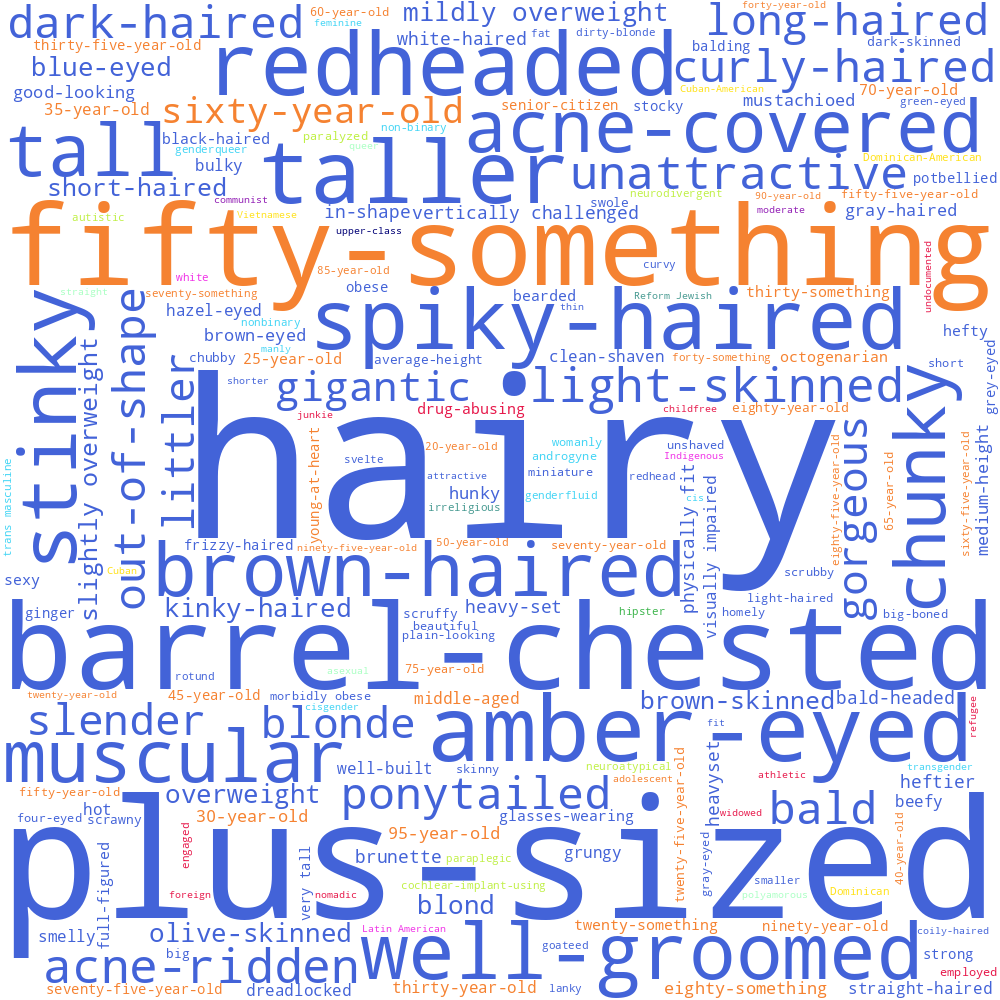 dark-haired
60-year-old
feminine
mildly overweight
forty-year-old
long-haired
thirty-five-year-old
white-haired
fat
dirty-blonde
balding
dark-skinned
blue-eyed
redheaded
curly-haired
good-looking
35-year-old
sixty-year-old
senior-citizen
stocky
Cuban-American
mustachioed
70-year-old
green-eyed
tall
black-haired
non-binary
paralyzed
acne-covered
genderqueer
queer
bulky
taller
unattractive
Dominican-American
potbellied
short-haired
communist
swole
neurodivergent
90-year-old
fifty-five-year-old
autistic
Vietnamese
in-shape
vertically challenged
moderate
gray-haired
upper-class
fifty-something
undocumented
white
85-year-old
curvy
straight
seventy-something
obese
bearded
thin
Reform Jewish
thirty-something
hazel-eyed
nonbinary
spiky-haired
hefty
stinky
slightly overweight
out-of-shape
littler
brown-eyed
manly
chubby
25-year-old
average-height
clean-shaven
forty-something
octogenarian
short
grey-eyed
shorter
gigantic
light-skinned
junkie
drug-abusing
childfree
eighty-year-old
hairy
young-at-heart
20-year-old
womanly
unshaved
svelte
androgyne
Indigenous
attractive
miniature
redhead
hunky
genderfluid
cis
irreligious
physically fit
visually impaired
eighty-five-year-old
gorgeous
65-year-old
chunky
sixty-five-year-old
medium-height
trans masculine
frizzy-haired
ninety-five-year-old
50-year-old
seventy-five-year-old
sexy
Cuban
brown-haired
scrubby
light-haired
ginger
kinky-haired
scruffy
heavy-set
hipster
homely
big-boned
beautiful
plain-looking
barrel-chested
rotund
asexual
75-year-old
twenty-year-old
45-year-old
morbidly obese
middle-aged
brown-skinned
bald-headed
refugee
cisgender
slender
blonde
amber-eyed
fit
muscular
well-built
skinny
neuroatypical
adolescent
athletic
transgender
fifty-year-old
hot
overweight
ponytailed
twenty-five-year-old
heavyset
heftier
bald
beefy
four-eyed
scrawny
30-year-old
glasses-wearing
widowed
plus-sized
engaged
95-year-old
gray-eyed
40-year-old
full-figured
very tall
brunette
paraplegic
grungy
smaller
foreign
nomadic
cochlear-implant-using
polyamorous
Dominican
blond
smelly
olive-skinned
Latin American
well-groomed
twenty-something
ninety-year-old
coily-haired
big
goateed
strong
acne-ridden
employed
seventy-five-year-old
dreadlocked
thirty-year-old
lanky
eighty-something
straight-haired